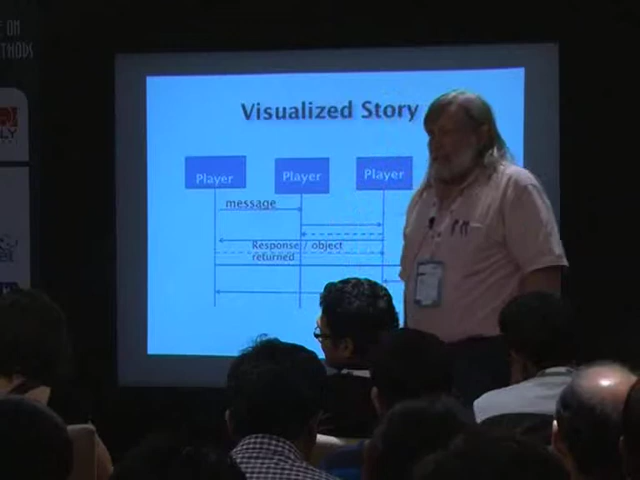 Visualized Story
Player
Player
Player
message
Response / object
returned